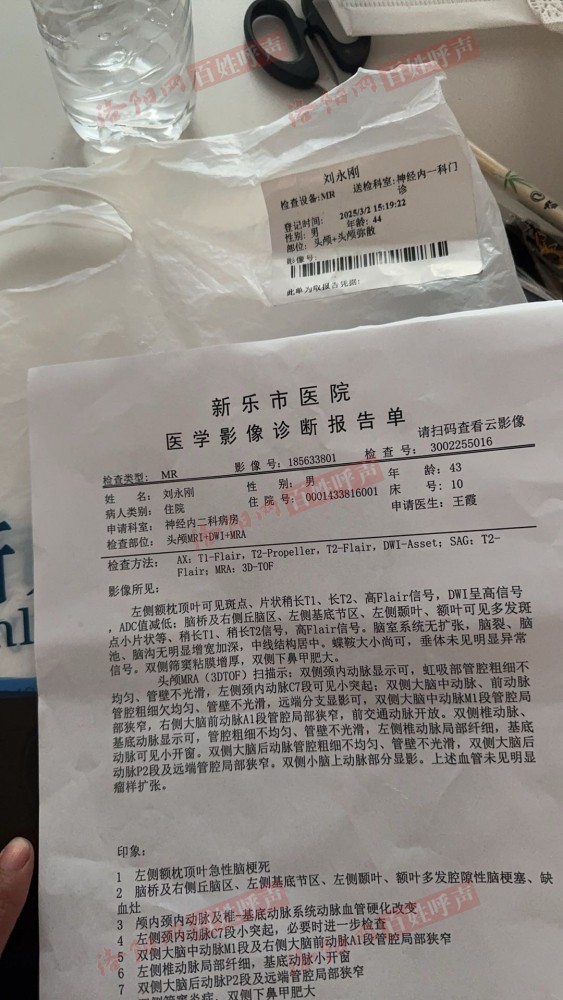 洛阳网 百姓呼声
刘永刚
检查设备:MR 送检科室:神经内一科门诊
登记时间: 2025/3/2 15:19:22
性别: 男 年龄: 44
部位: 头颅+头颅弥散
影像号:
此单为取报告凭据!
新乐市医院
医学影像诊断报告单
请扫码查看云影像
检查类型: MR 影像号: 185633801 检查号: 3002255016
姓名: 刘永刚 性别: 男 年龄: 43
病人类别: 住院 住院号: 0001433816001 床号: 10
申请科室: 神经内二科病房 申请医生: 王霞
检查部位: 头颅MRI+DWI+MRA
检查方法: AX: T1-Flair, T2-Propeller, T2-Flair, DWI-Asset; SAG: T2-
Flair; MRA: 3D-TOF
影像所见:
左侧额枕顶叶可见斑点、片状稍长T1、长T2、高Flair信号, DWI呈高信号
, ADC值减低; 脑桥及右侧丘脑区、左侧基底节区、左侧颞叶、额叶可见多发斑
点小片状等、稍长T1、稍长T2信号, 高Flair信号。脑室系统无扩张, 脑裂、脑
池、脑沟无明显增宽加深, 中线结构居中。蝶鞍大小尚可, 垂体未见明显异常
信号。双侧筛窦粘膜增厚, 双侧下鼻甲肥大。
头颅MRA (3DTOF) 扫描示: 双侧颈内动脉显示可, 虹吸部管腔粗细不
均匀、管壁不光滑, 左侧颈内动脉C7段可见小突起; 双侧大脑中动脉、前动脉
管腔粗细欠均匀、管壁不光滑, 远端分支显影可, 双侧大脑中动脉M1段管腔局
部狭窄, 右侧大脑前动脉A1段管腔局部狭窄, 前交通动脉开放。双侧椎动脉、
基底动脉显示可, 管腔粗细不均匀、管壁不光滑, 左侧椎动脉局部纤细, 基底
动脉可见小开窗。双侧大脑后动脉管腔粗细不均匀、管壁不光滑, 双侧大脑后
动脉P2段及远端管腔局部狭窄。双侧小脑上动脉部分显影。上述血管未见明显
瘤样扩张。
印象:
1 左侧额枕顶叶急性脑梗死
2 脑桥及右侧丘脑区、左侧基底节区、左侧颞叶、额叶多发腔隙性脑梗塞、缺
血灶
3 颅内颈内动脉及椎-基底动脉系统动脉血管硬化改变
4 左侧颈内动脉C7段小突起, 必要时进一步检查
5 双侧大脑中动脉M1段及右侧大脑前动脉A1段管腔局部狭窄
6 左侧椎动脉局部纤细, 基底动脉小开窗
7 双侧大脑后动脉P2段及远端管腔局部狭窄
双侧筛窦炎症、双侧下鼻甲肥大